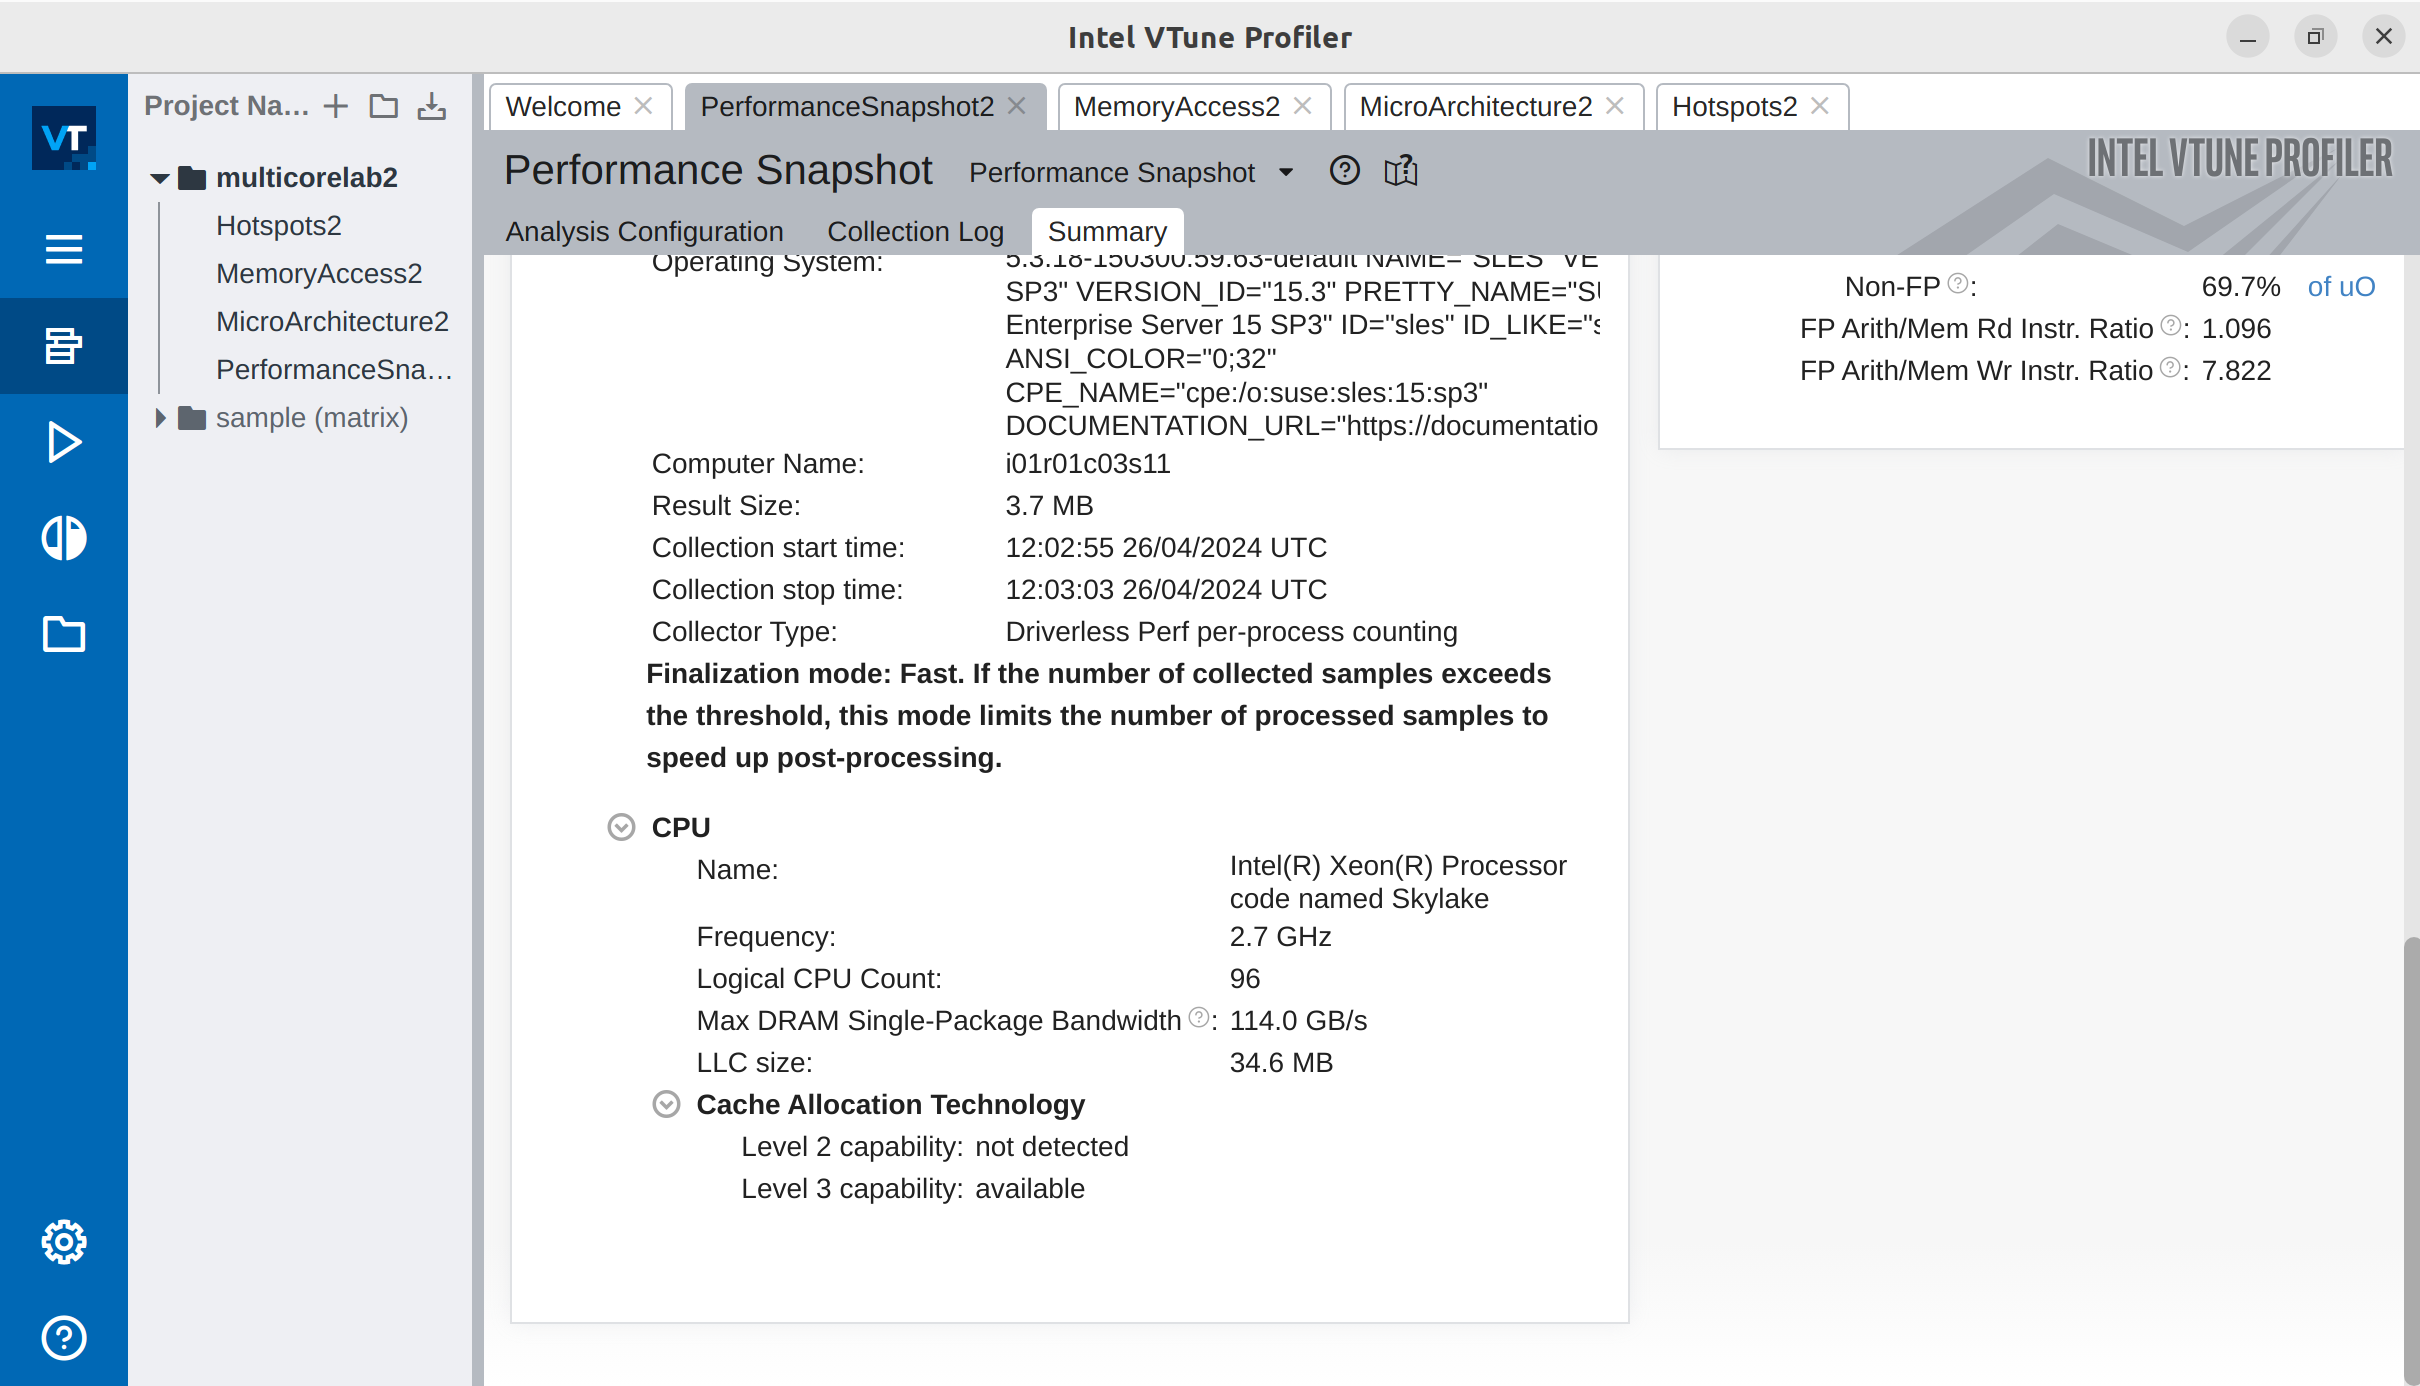 Intel VTune Profiler
VT
Project Na...
multicorelab2
Hotspots2
MemoryAccess2
MicroArchitecture2
PerformanceSna...
sample (matrix)
Welcome
PerformanceSnapshot2
MemoryAccess2
MicroArchitecture2
Hotspots2
Performance Snapshot
Performance Snapshot
INTEL VTUNE PROFILER
Analysis Configuration
Collection Log
Summary
Operating System: 5.3.18-150300.59.63-default NAME="SLES" VE
SP3" VERSION_ID="15.3" PRETTY_NAME="SU
Enterprise Server 15 SP3" ID="sles" ID_LIKE="s
ANSI_COLOR="0;32"
CPE_NAME="cpe:/o:suse:sles:15:sp3"
DOCUMENTATION_URL="https://documentatio
Computer Name: i01r01c03s11
Result Size: 3.7 MB
Collection start time: 12:02:55 26/04/2024 UTC
Collection stop time: 12:03:03 26/04/2024 UTC
Collector Type: Driverless Perf per-process counting
Finalization mode: Fast. If the number of collected samples exceeds
the threshold, this mode limits the number of processed samples to
speed up post-processing.
CPU
Name: Intel(R) Xeon(R) Processor
code named Skylake
Frequency: 2.7 GHz
Logical CPU Count: 96
Max DRAM Single-Package Bandwidth ?: 114.0 GB/s
LLC size: 34.6 MB
Cache Allocation Technology
Level 2 capability: not detected
Level 3 capability: available
Non-FP ?: 69.7% of uO
FP Arith/Mem Rd Instr. Ratio ?: 1.096
FP Arith/Mem Wr Instr. Ratio ?: 7.822